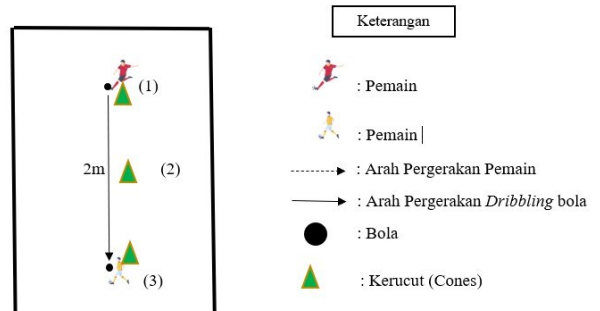 Keterangan
(1)
: Pemain
: Pemain
2m
(2)
: Arah Pergerakan Pemain
: Arah Pergerakan Dribbling bola
: Bola
(3)
: Kerucut (Cones)